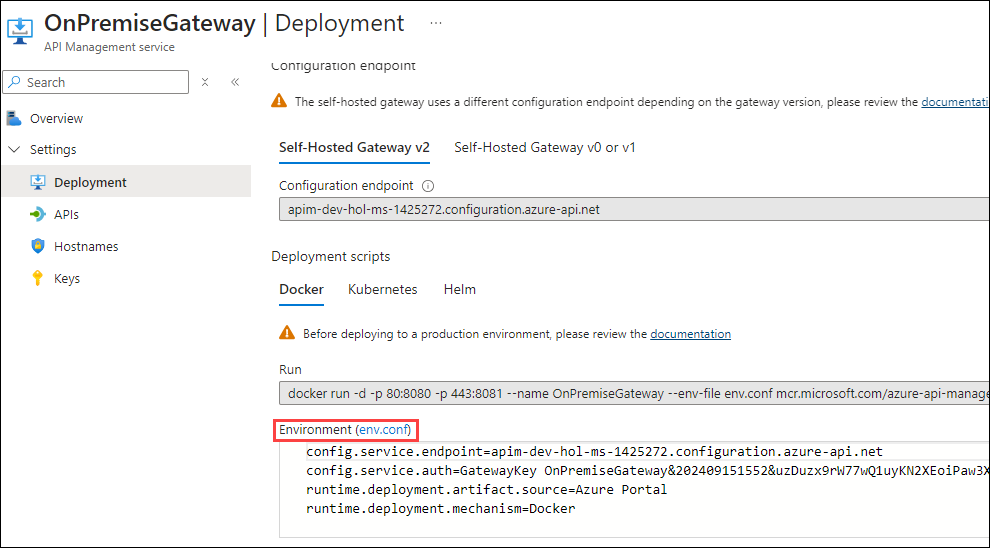 OnPremiseGateway | Deployment ...
API Management service
Search
Configuration endpoint
The self-hosted gateway uses a different configuration endpoint depending on the gateway version, please review the documentati
Overview
Settings
Deployment
APIs
Hostnames
Keys
Self-Hosted Gateway v2 Self-Hosted Gateway v0 or v1
Configuration endpoint
apim-dev-hol-ms-1425272.configuration.azure-api.net
Deployment scripts
Docker Kubernetes Helm
Before deploying to a production environment, please review the documentation
Run
docker run -d -p 80:8080 -p 443:8081 --name OnPremiseGateway --env-file env.conf mcr.microsoft.com/azure-api-manage
Environment (env.conf)
config.service.endpoint=apim-dev-hol-ms-1425272.configuration.azure-api.net
config.service.auth=GatewayKey OnPremiseGateway&202409151552&uzDuzx9rW77wQ1uyKN2XEoiPaw3X
runtime.deployment.artifact.source=Azure Portal
runtime.deployment.mechanism=Docker